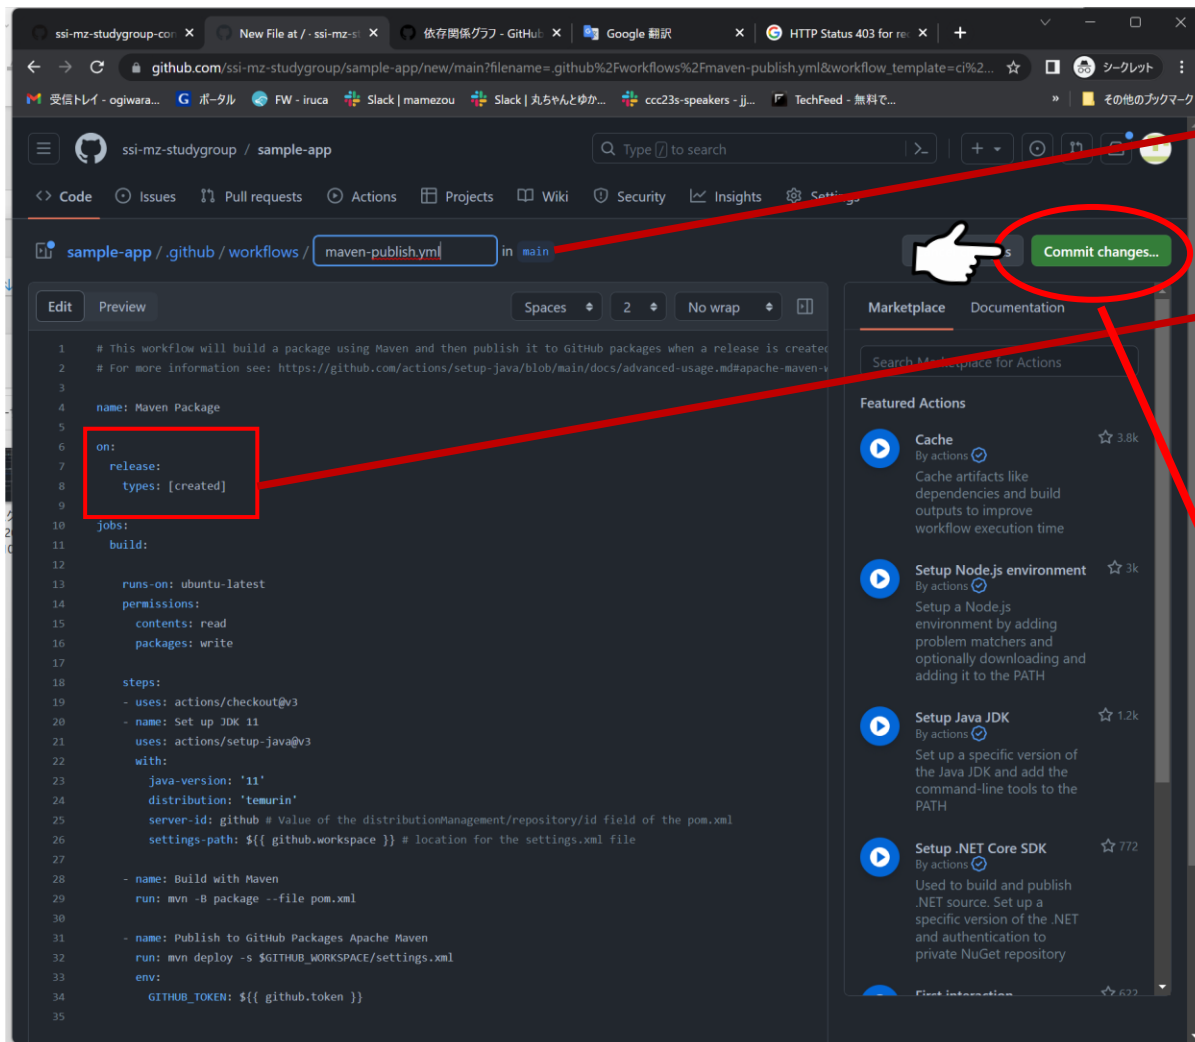 ssi-mz-studygroup-con
New File at / · ssi-mz-st
依存関係グラフ - GitHub
Google 翻訳
HTTP Status 403 for rec
github.com/ssi-mz-studygroup/sample-app/new/main?filename=.github%2Fworkflows%2Fmaven-publish.yml&workflow_template=ci%2...
シークレット
受信トレイ - ogiwara...
ポータル
FW - iruca
Slack | mamezou
Slack | 丸ちゃんとゆか...
ccc23s-speakers - jj...
TechFeed - 無料で...
»
その他のブックマーク
ssi-mz-studygroup / sample-app
Type / to search
Code
Issues
Pull requests
Actions
Projects
Wiki
Security
Insights
Settings
sample-app / .github / workflows / maven-publish.yml in main
Commit changes...
Edit
Preview
Spaces
2
No wrap
Marketplace
Documentation
Search Marketplace for Actions
1 # This workflow will build a package using Maven and then publish it to GitHub packages when a release is created
2 # For more information see: https://github.com/actions/setup-java/blob/main/docs/advanced-usage.md#apache-maven-w
3
4 name: Maven Package
5
6 on:
7 release:
8 types: [created]
9
10 jobs:
11 build:
12
13 runs-on: ubuntu-latest
14 permissions:
15 contents: read
16 packages: write
17
18 steps:
19 - uses: actions/checkout@v3
20 - name: Set up JDK 11
21 uses: actions/setup-java@v3
22 with:
23 java-version: '11'
24 distribution: 'temurin'
25 server-id: github # Value of the distributionManagement/repository/id field of the pom.xml
26 settings-path: ${{ github.workspace }} # location for the settings.xml file
27
28 - name: Build with Maven
29 run: mvn -B package --file pom.xml
30
31 - name: Publish to GitHub Packages Apache Maven
32 run: mvn deploy -s $GITHUB_WORKSPACE/settings.xml
33 env:
34 GITHUB_TOKEN: ${{ github.token }}
35
Featured Actions
Cache
3.8k
By actions
Cache artifacts like
dependencies and build
outputs to improve
workflow execution time
Setup Node.js environment
3k
By actions
Setup a Node.js
environment by adding
problem matchers and
optionally downloading and
adding it to the PATH
Setup Java JDK
1.2k
By actions
Set up a specific version of
the Java JDK and add the
command-line tools to the
PATH
Setup .NET Core SDK
772
By actions
Used to build and publish
.NET source. Set up a
specific version of the .NET
and authentication to
private NuGet repository
First interaction
622